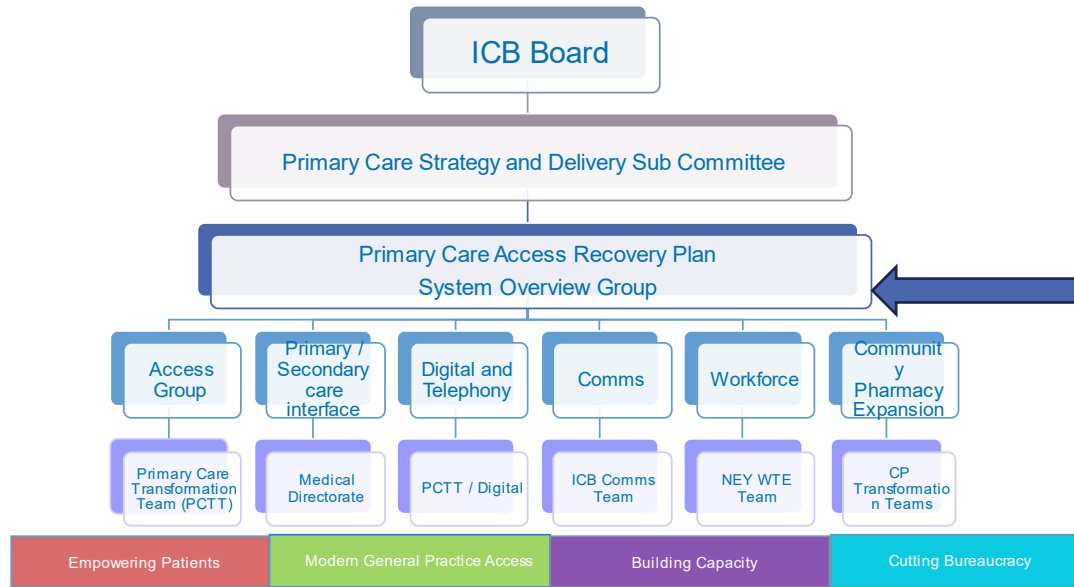 ICB Board
Primary Care Strategy and Delivery Sub Committee
Primary Care Access Recovery Plan
System Overview Group
Access
Group
Primary /
Secondary
care
interface
Digital and
Telephony
Comms
Workforce
Communit
y
Pharmacy
Expansion
Primary Care
Transformation
Team (PCTT)
Medical
Directorate
PCTT / Digital
ICB Comms
Team
NEY WTE
Team
CP
Transformatio
n Teams
Empowering Patients
Modern General Practice Access
Building Capacity
Cutting Bureaucracy